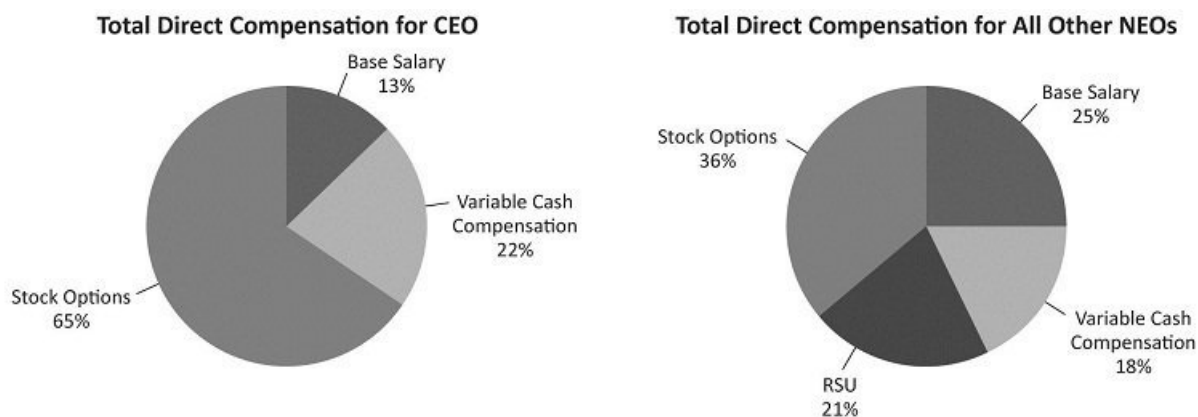 Total Direct Compensation for CEO
Base Salary
13%
Variable Cash
Compensation
22%
Stock Options
65%
Total Direct Compensation for All Other NEOs
Base Salary
25%
Stock Options
36%
Variable Cash
Compensation
18%
RSU
21%